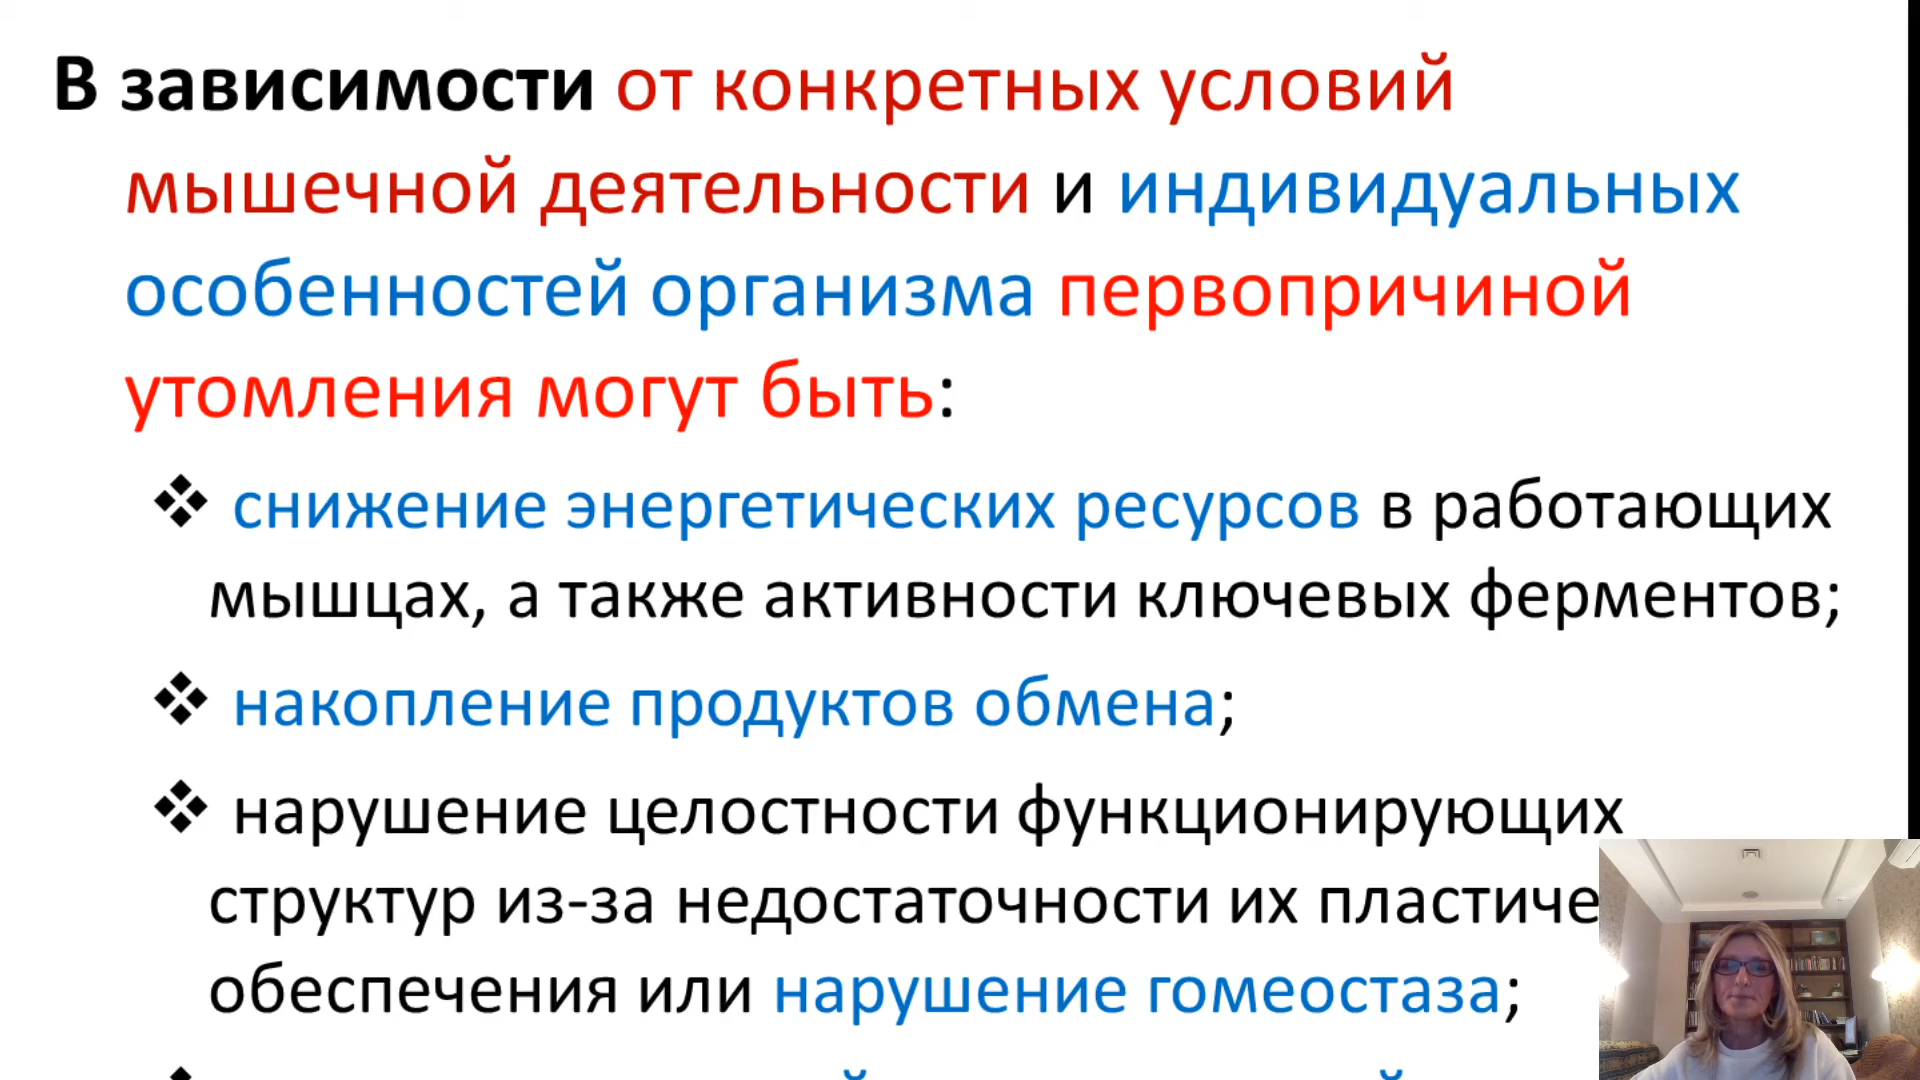 В зависимости от конкретных условий
мышечной деятельности и индивидуальных
особенностей организма первопричиной
утомления могут быть:
❖ снижение энергетических ресурсов в работающих
мышцах, а также активности ключевых ферментов;
❖ накопление продуктов обмена;
❖ нарушение целостности функционирующих
структур из-за недостаточности их пластиче
обеспечения или нарушение гомеостаза;